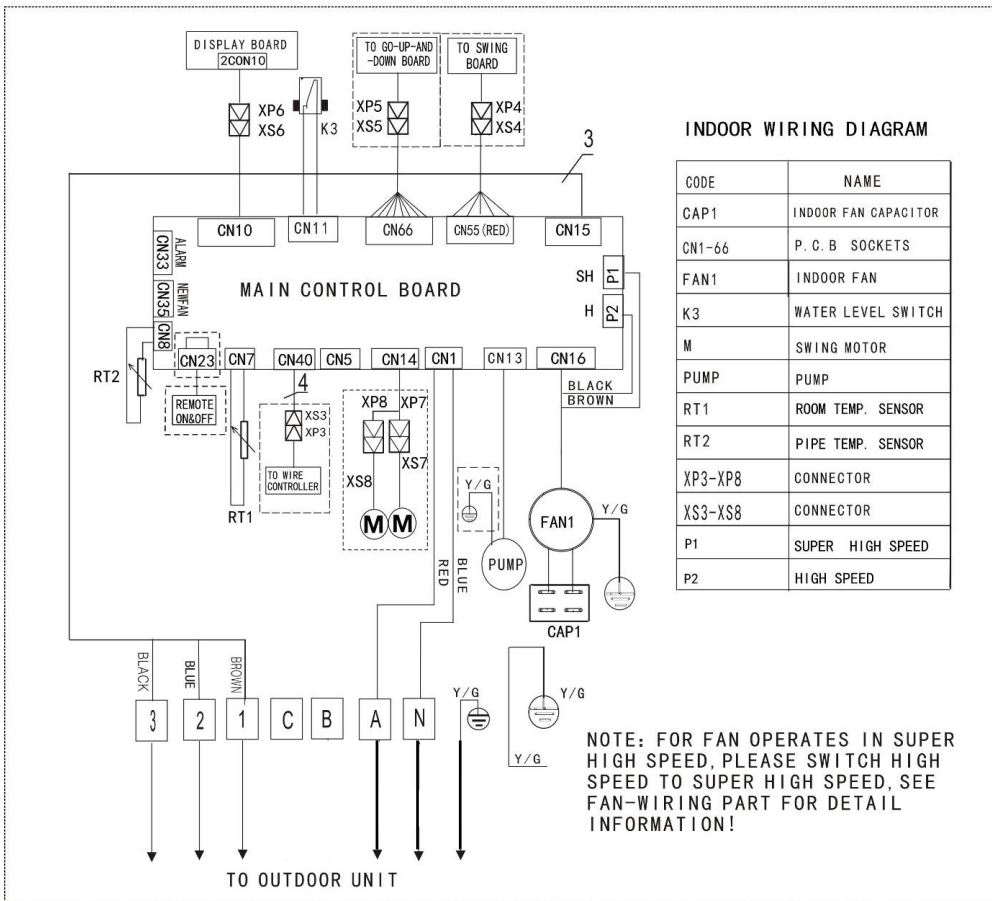 DISPLAY BOARD
2CON10
TO GO-UP-AND
-DOWN BOARD
TO SWING
BOARD
XP6
XS6
K3
XP5
XS5
XP4
XS4
3
CN10
CN11
CN66
CN55(RED)
CN15
ALARM
CN33
NEWFAN
CN35
CN8
MAIN CONTROL BOARD
SH
P1
H
P2
CN23
CN7
CN40
CN5
CN14
CN1
CN13
CN16
BLACK
BROWN
RT2
REMOTE
ON&OFF
RT1
4
XS3
XP3
TO WIRE
CONTROLLER
XP8
XP7
XS8
XS7
M
M
RED
BLUE
Y/G
PUMP
FAN1
Y/G
CAP1
BLACK
BLUE
BROWN
3
2
1
C
B
A
N
Y/G
Y/G
TO OUTDOOR UNIT
INDOOR WIRING DIAGRAM
CODE NAME
CAP1 INDOOR FAN CAPACITOR
CN1-66 P.C.B SOCKETS
FAN1 INDOOR FAN
K3 WATER LEVEL SWITCH
M SWING MOTOR
PUMP PUMP
RT1 ROOM TEMP. SENSOR
RT2 PIPE TEMP. SENSOR
XP3-XP8 CONNECTOR
XS3-XS8 CONNECTOR
P1 SUPER HIGH SPEED
P2 HIGH SPEED
NOTE: FOR FAN OPERATES IN SUPER
HIGH SPEED, PLEASE SWITCH HIGH
SPEED TO SUPER HIGH SPEED, SEE
FAN-WIRING PART FOR DETAIL
INFORMATION!